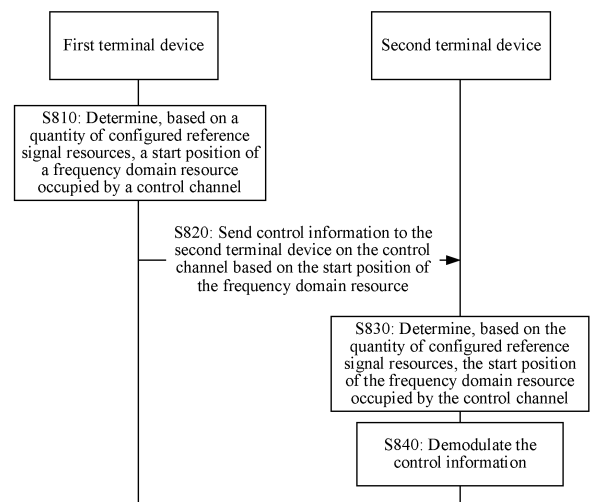 First terminal device
Second terminal device
S810: Determine, based on a
quantity of configured reference
signal resources, a start position of
a frequency domain resource
occupied by a control channel
S820: Send control information to the
second terminal device on the control
channel based on the start position of
the frequency domain resource
S830: Determine, based on the
quantity of configured reference
signal resources, the start position
of the frequency domain resource
occupied by the control channel
S840: Demodulate the
control information